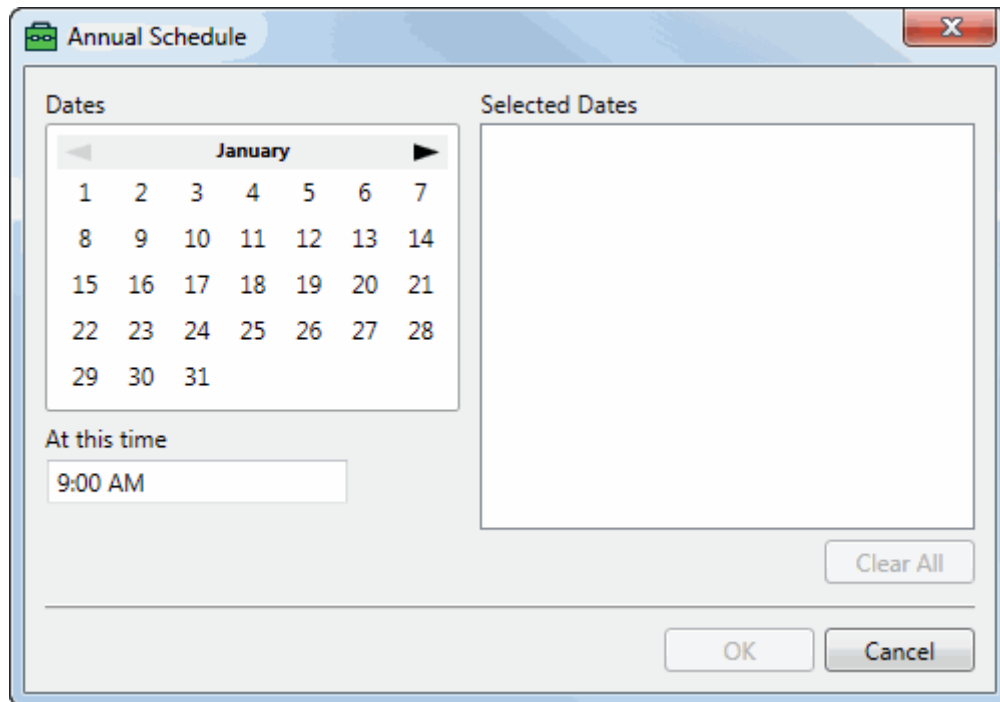 Annual Schedule
Dates
Selected Dates
January
1 2 3 4 5 6 7
8 9 10 11 12 13 14
15 16 17 18 19 20 21
22 23 24 25 26 27 28
29 30 31
At this time
9:00 AM
Clear All
OK
Cancel